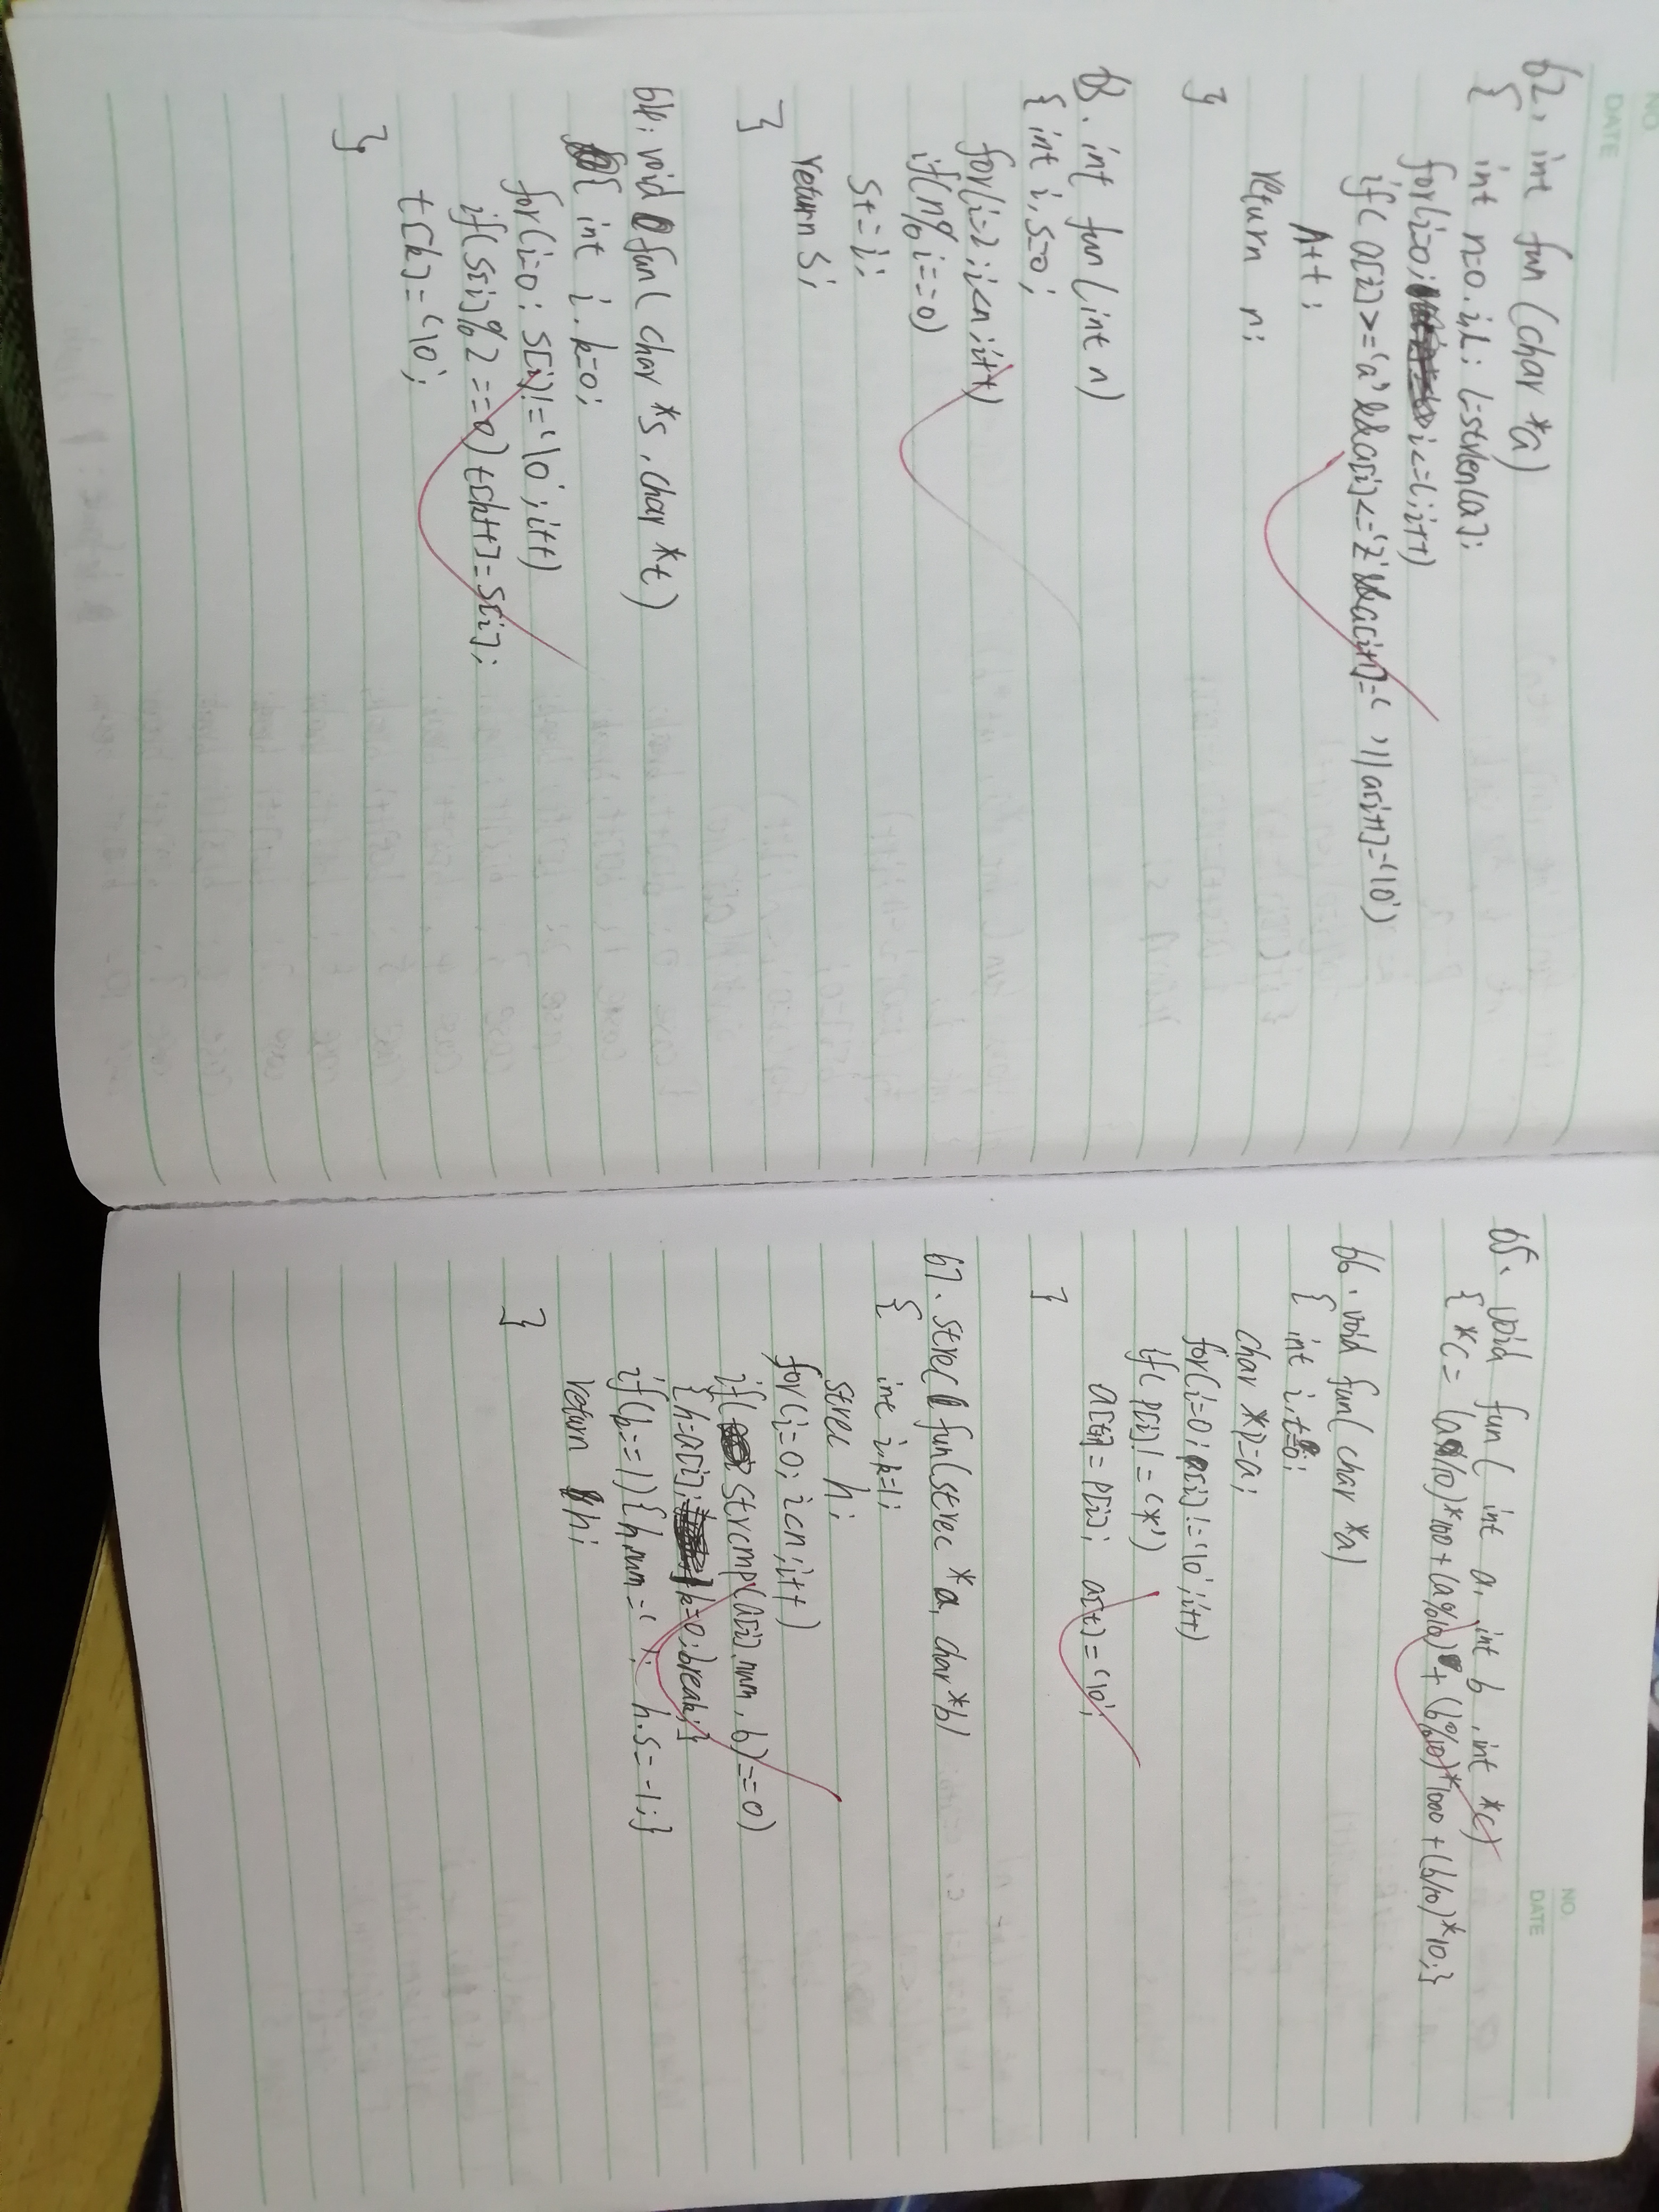 NO
DATE
62. int fun(char *a)
{ int n=0.i.L; L=strlen(a);
for(i=0; i<=L;i++)
if( a[i]>='a'&&a[i]<='z'&&a[i+1]=' '||a[i+1]='\0')
n++;
return n;
}
63. int fun(int n)
{ int i,s=0;
for(i=2;i<n;i++)
if(n%i==0)
s+=i;
return s;
}
64. void fun( char *s, char *t)
{ int i.k=0;
for(i=0; s[i]!='\0';i++)
if(s[i]%2==0) t[k++]=s[i];
t[k]='\0';
}
NO.
DATE
65. void fun( int a, int b, int *c)
{ *c= (a/10)*100+(a%10)+(b%10)*1000+(b/10)*10;}
66. void fun( char *a)
{ int i,t=0;
char *p=a;
for(i=0;p[i]!='\0';i++)
if( p[i]!='*')
a[t++]=p[i]; a[t]='\0';
}
67. strec fun(strec *a, char *b)
{ int i,k=1;
strec h;
for(i=0;i<n;i++)
if( strcmp(a[i].num, b)==0)
{h=a[i]; k=0;break;}
if(k==1){h.num=' '; h.s=-1;}
return h;
}